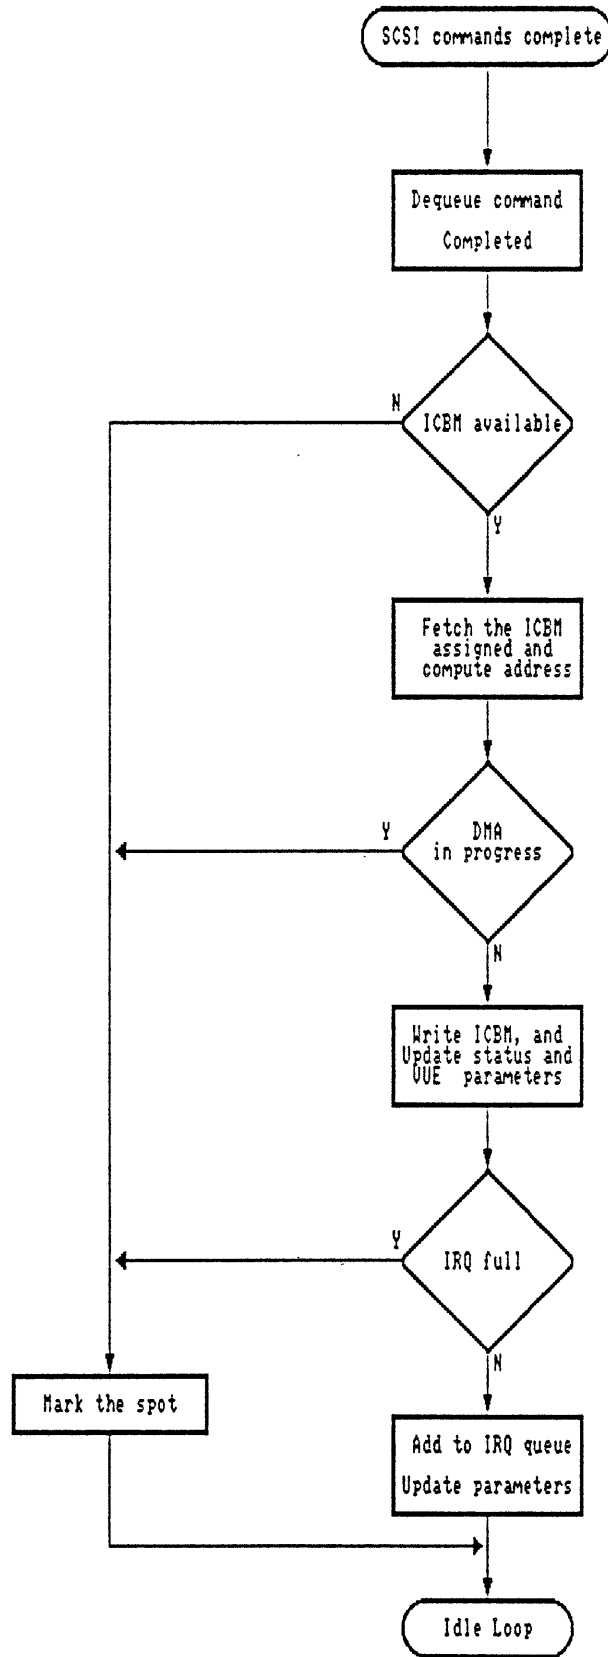 SCSI commands complete
Dequeue command
Completed
N
ICBM available
Y
Fetch the ICBM
assigned and
compute address
Y
DMA
in progress
N
Write ICBM, and
Update status and
VUE parameters
Y
IRQ full
N
Mark the spot
Add to IRQ queue
Update parameters
Idle Loop